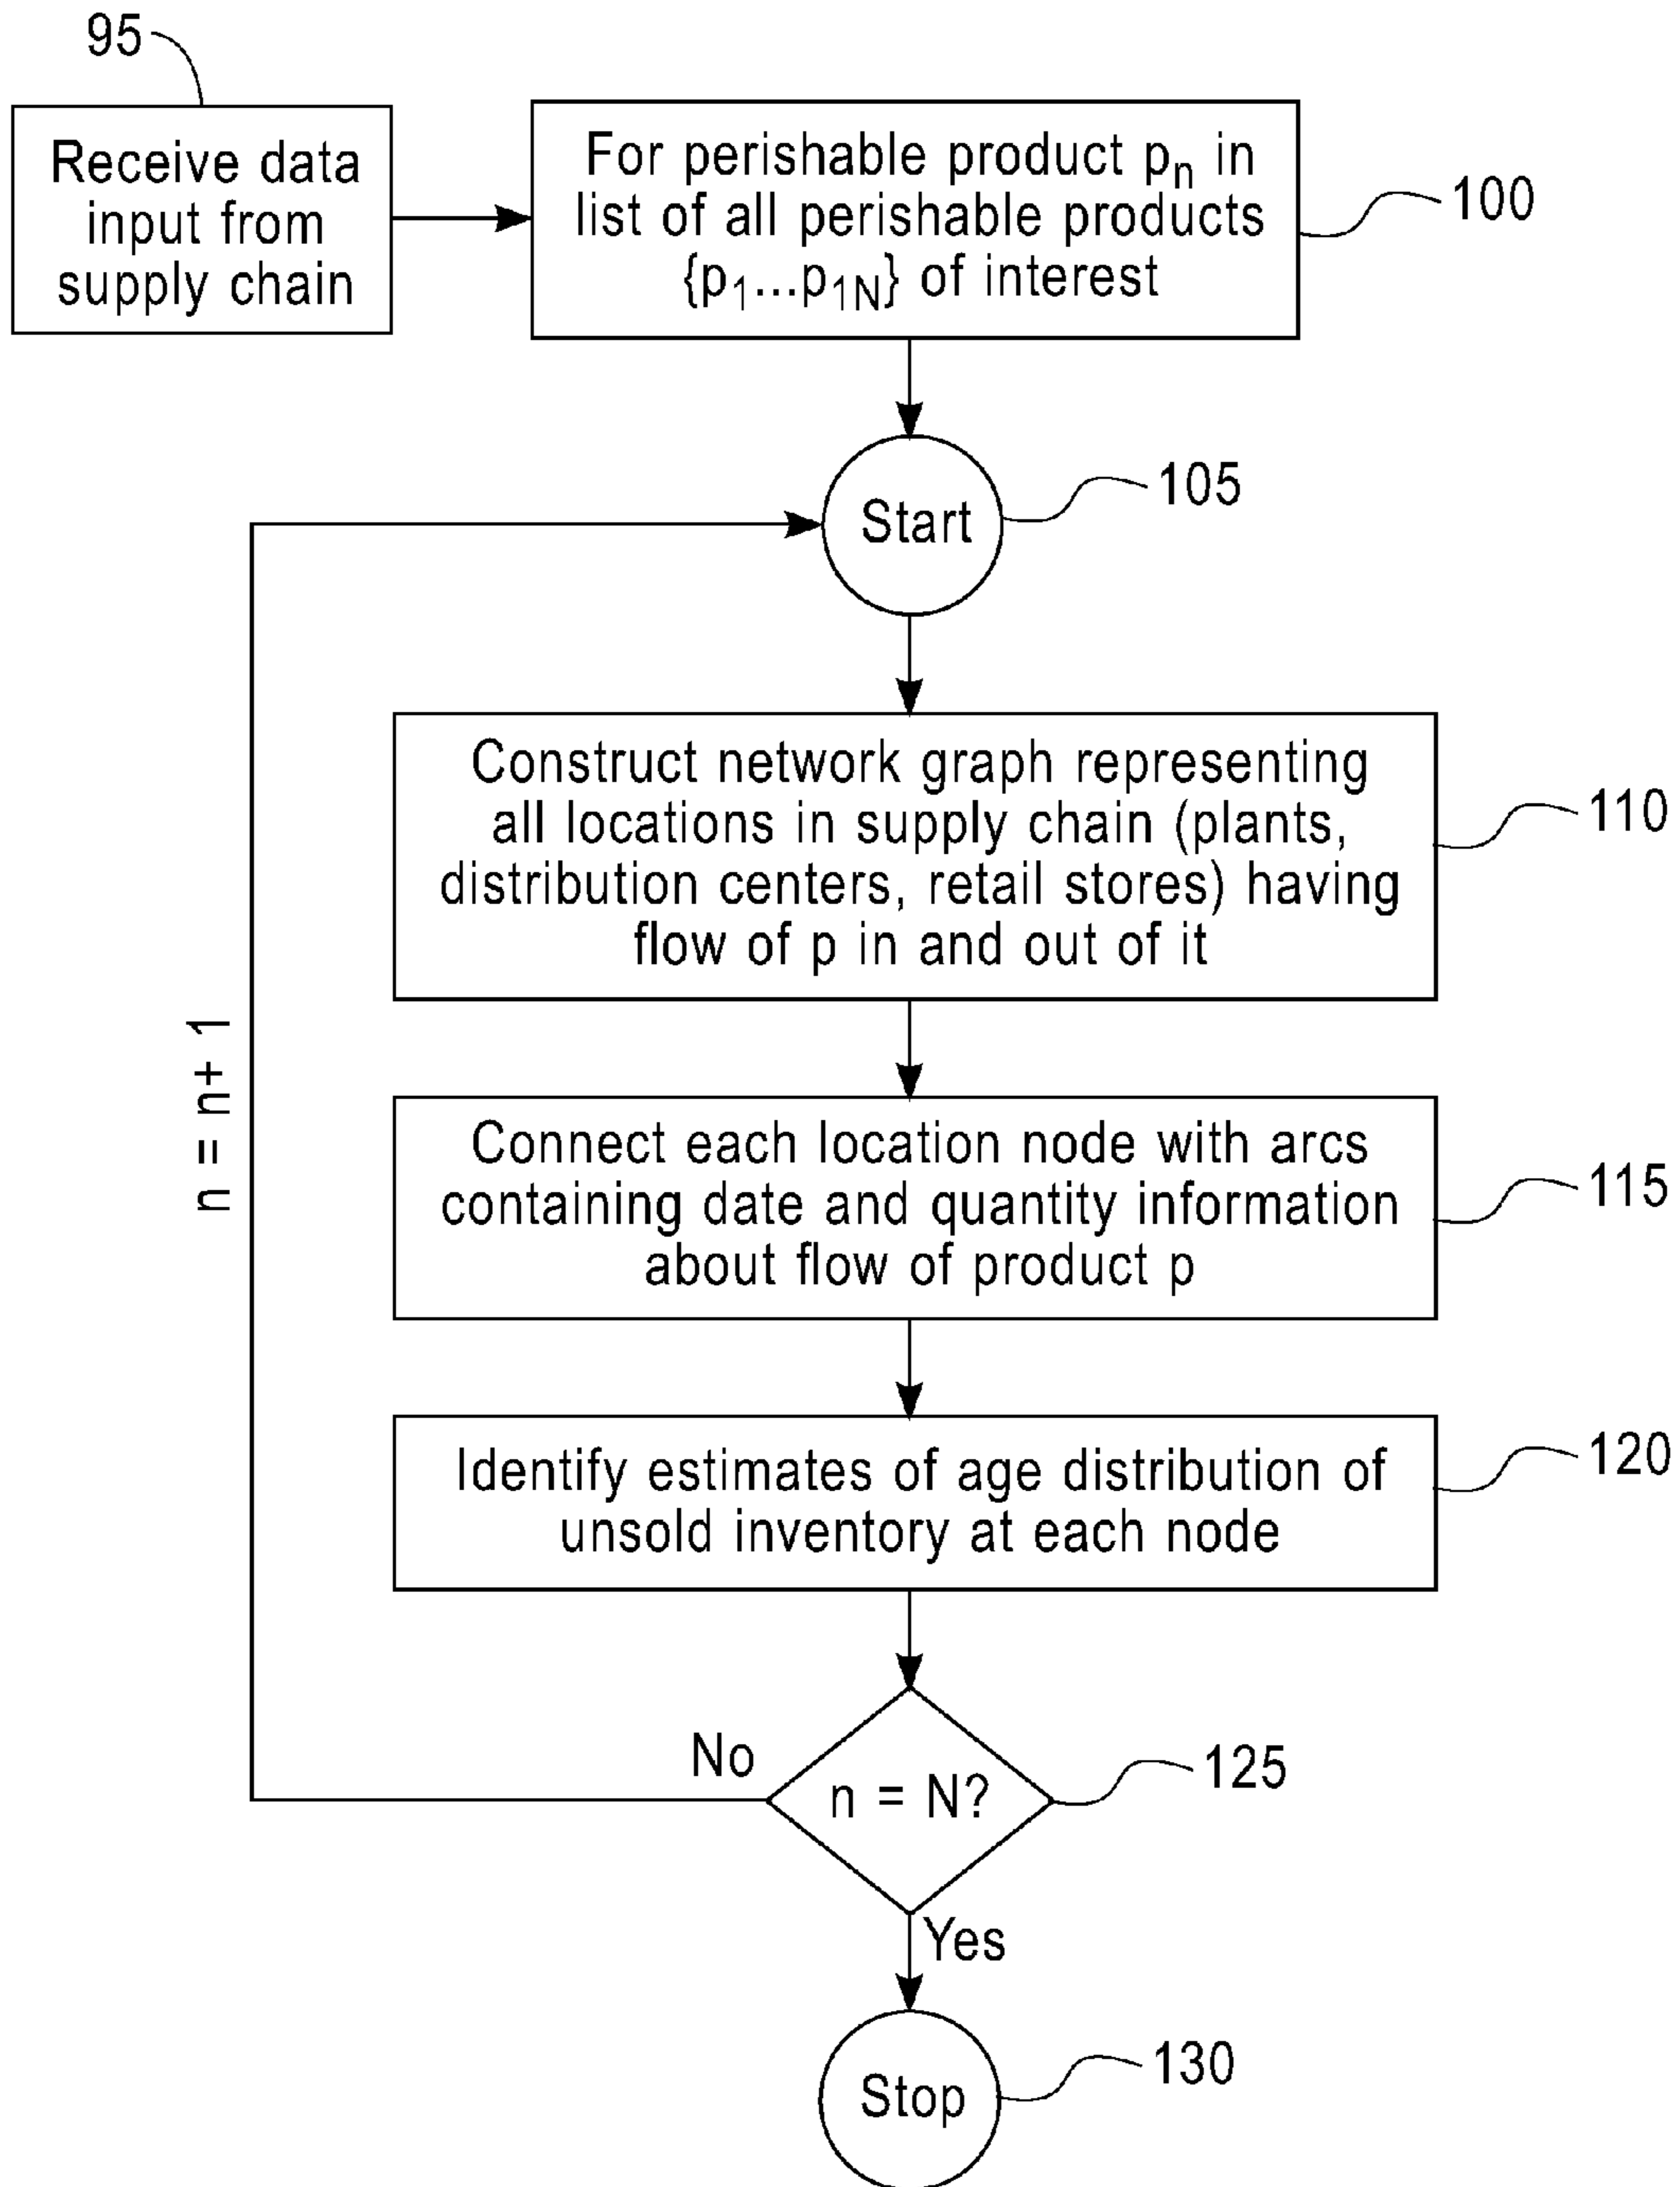 95
Receive data
input from
supply chain
For perishable product pₙ in
list of all perishable products
{p₁...p₁N} of interest
100
Start
105
Construct network graph representing
all locations in supply chain (plants,
distribution centers, retail stores) having
flow of p in and out of it
110
n = n+ 1
Connect each location node with arcs
containing date and quantity information
about flow of product p
115
Identify estimates of age distribution of
unsold inventory at each node
120
No
n = N?
125
Yes
Stop
130